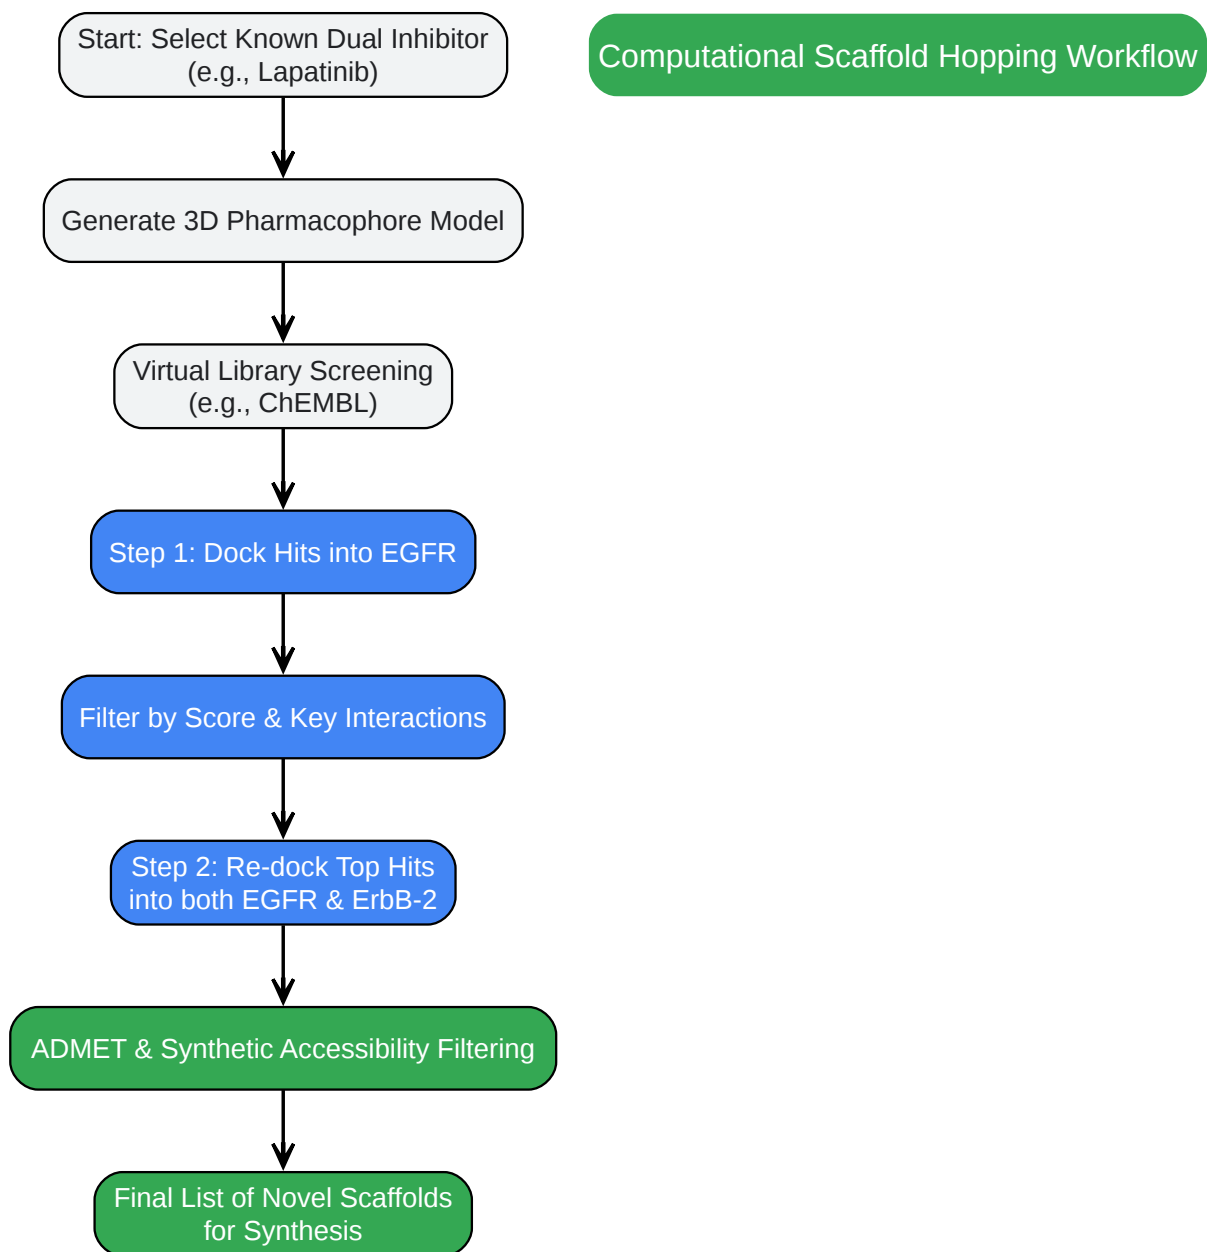 Start: Select Known Dual Inhibitor
(e.g., Lapatinib)
Computational Scaffold Hopping Workflow
Generate 3D Pharmacophore Model
Virtual Library Screening
(e.g., ChEMBL)
Step 1: Dock Hits into EGFR
Filter by Score & Key Interactions
Step 2: Re-dock Top Hits
into both EGFR & ErbB-2
ADMET & Synthetic Accessibility Filtering
Final List of Novel Scaffolds
for Synthesis